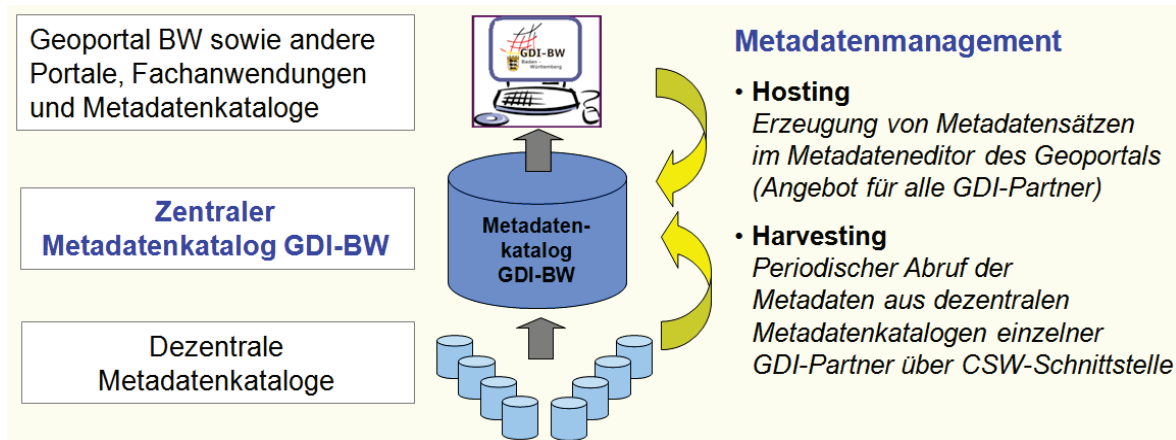 Geoportal BW sowie andere
Portale, Fachanwendungen
und Metadatenkataloge
Zentraler
Metadatenkatalog GDI-BW
Dezentrale
Metadatenkataloge
GDI-BW
Baden -
Württemberg
Metadaten-
katalog
GDI-BW
Metadatenmanagement
• Hosting
Erzeugung von Metadatensätzen
im Metadateneditor des Geoportals
(Angebot für alle GDI-Partner)
• Harvesting
Periodischer Abruf der
Metadaten aus dezentralen
Metadatenkatalogen einzelner
GDI-Partner über CSW-Schnittstelle